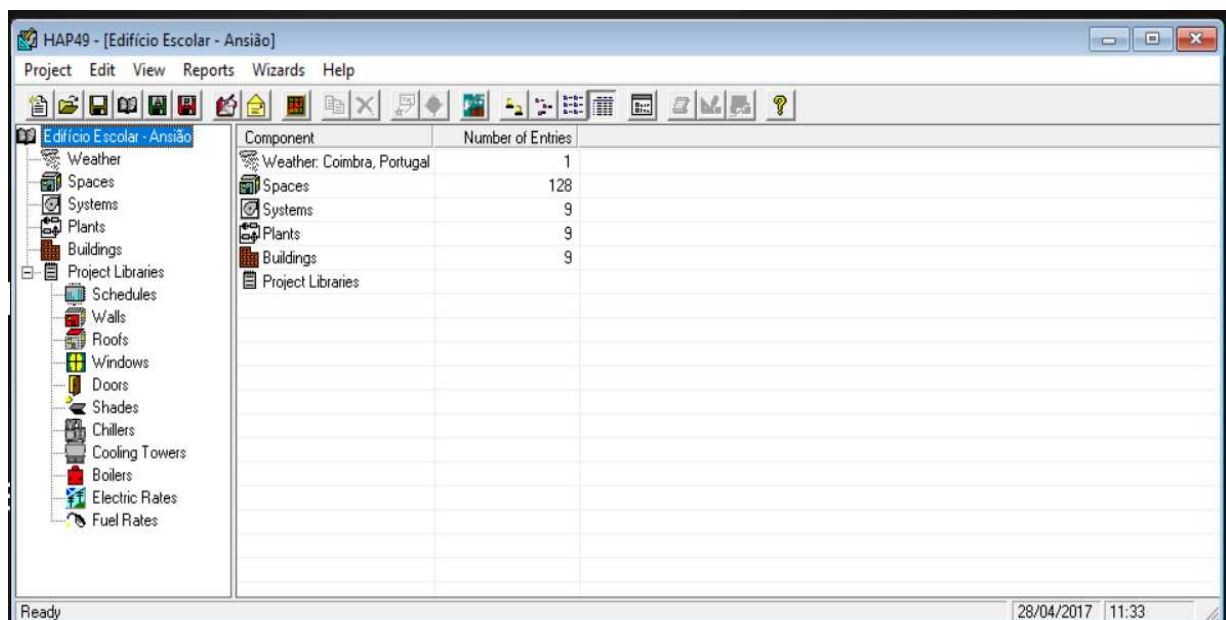 HAP49 - [Edifício Escolar - Ansião]
Project Edit View Reports Wizards Help
Edifício Escolar - Ansião
Weather
Spaces
Systems
Plants
Buildings
Project Libraries
Schedules
Walls
Roofs
Windows
Doors
Shades
Chillers
Cooling Towers
Boilers
Electric Rates
Fuel Rates
Component Number of Entries
Weather: Coimbra, Portugal 1
Spaces 128
Systems 9
Plants 9
Buildings 9
Project Libraries
Ready 28/04/2017 11:33